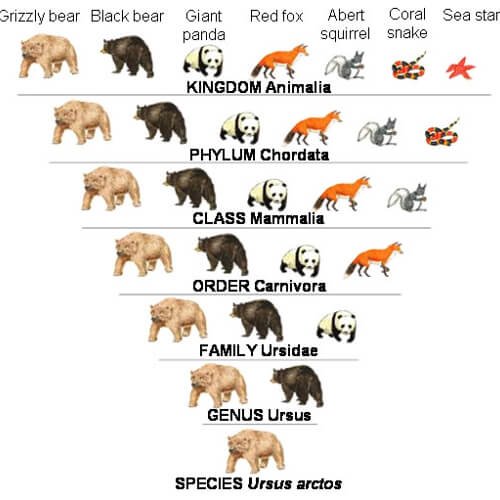 Grizzly bear Black bear Giant panda Red fox Abert squirrel Coral snake Sea star
KINGDOM Animalia
PHYLUM Chordata
CLASS Mammalia
ORDER Carnivora
FAMILY Ursidae
GENUS Ursus
SPECIES Ursus arctos